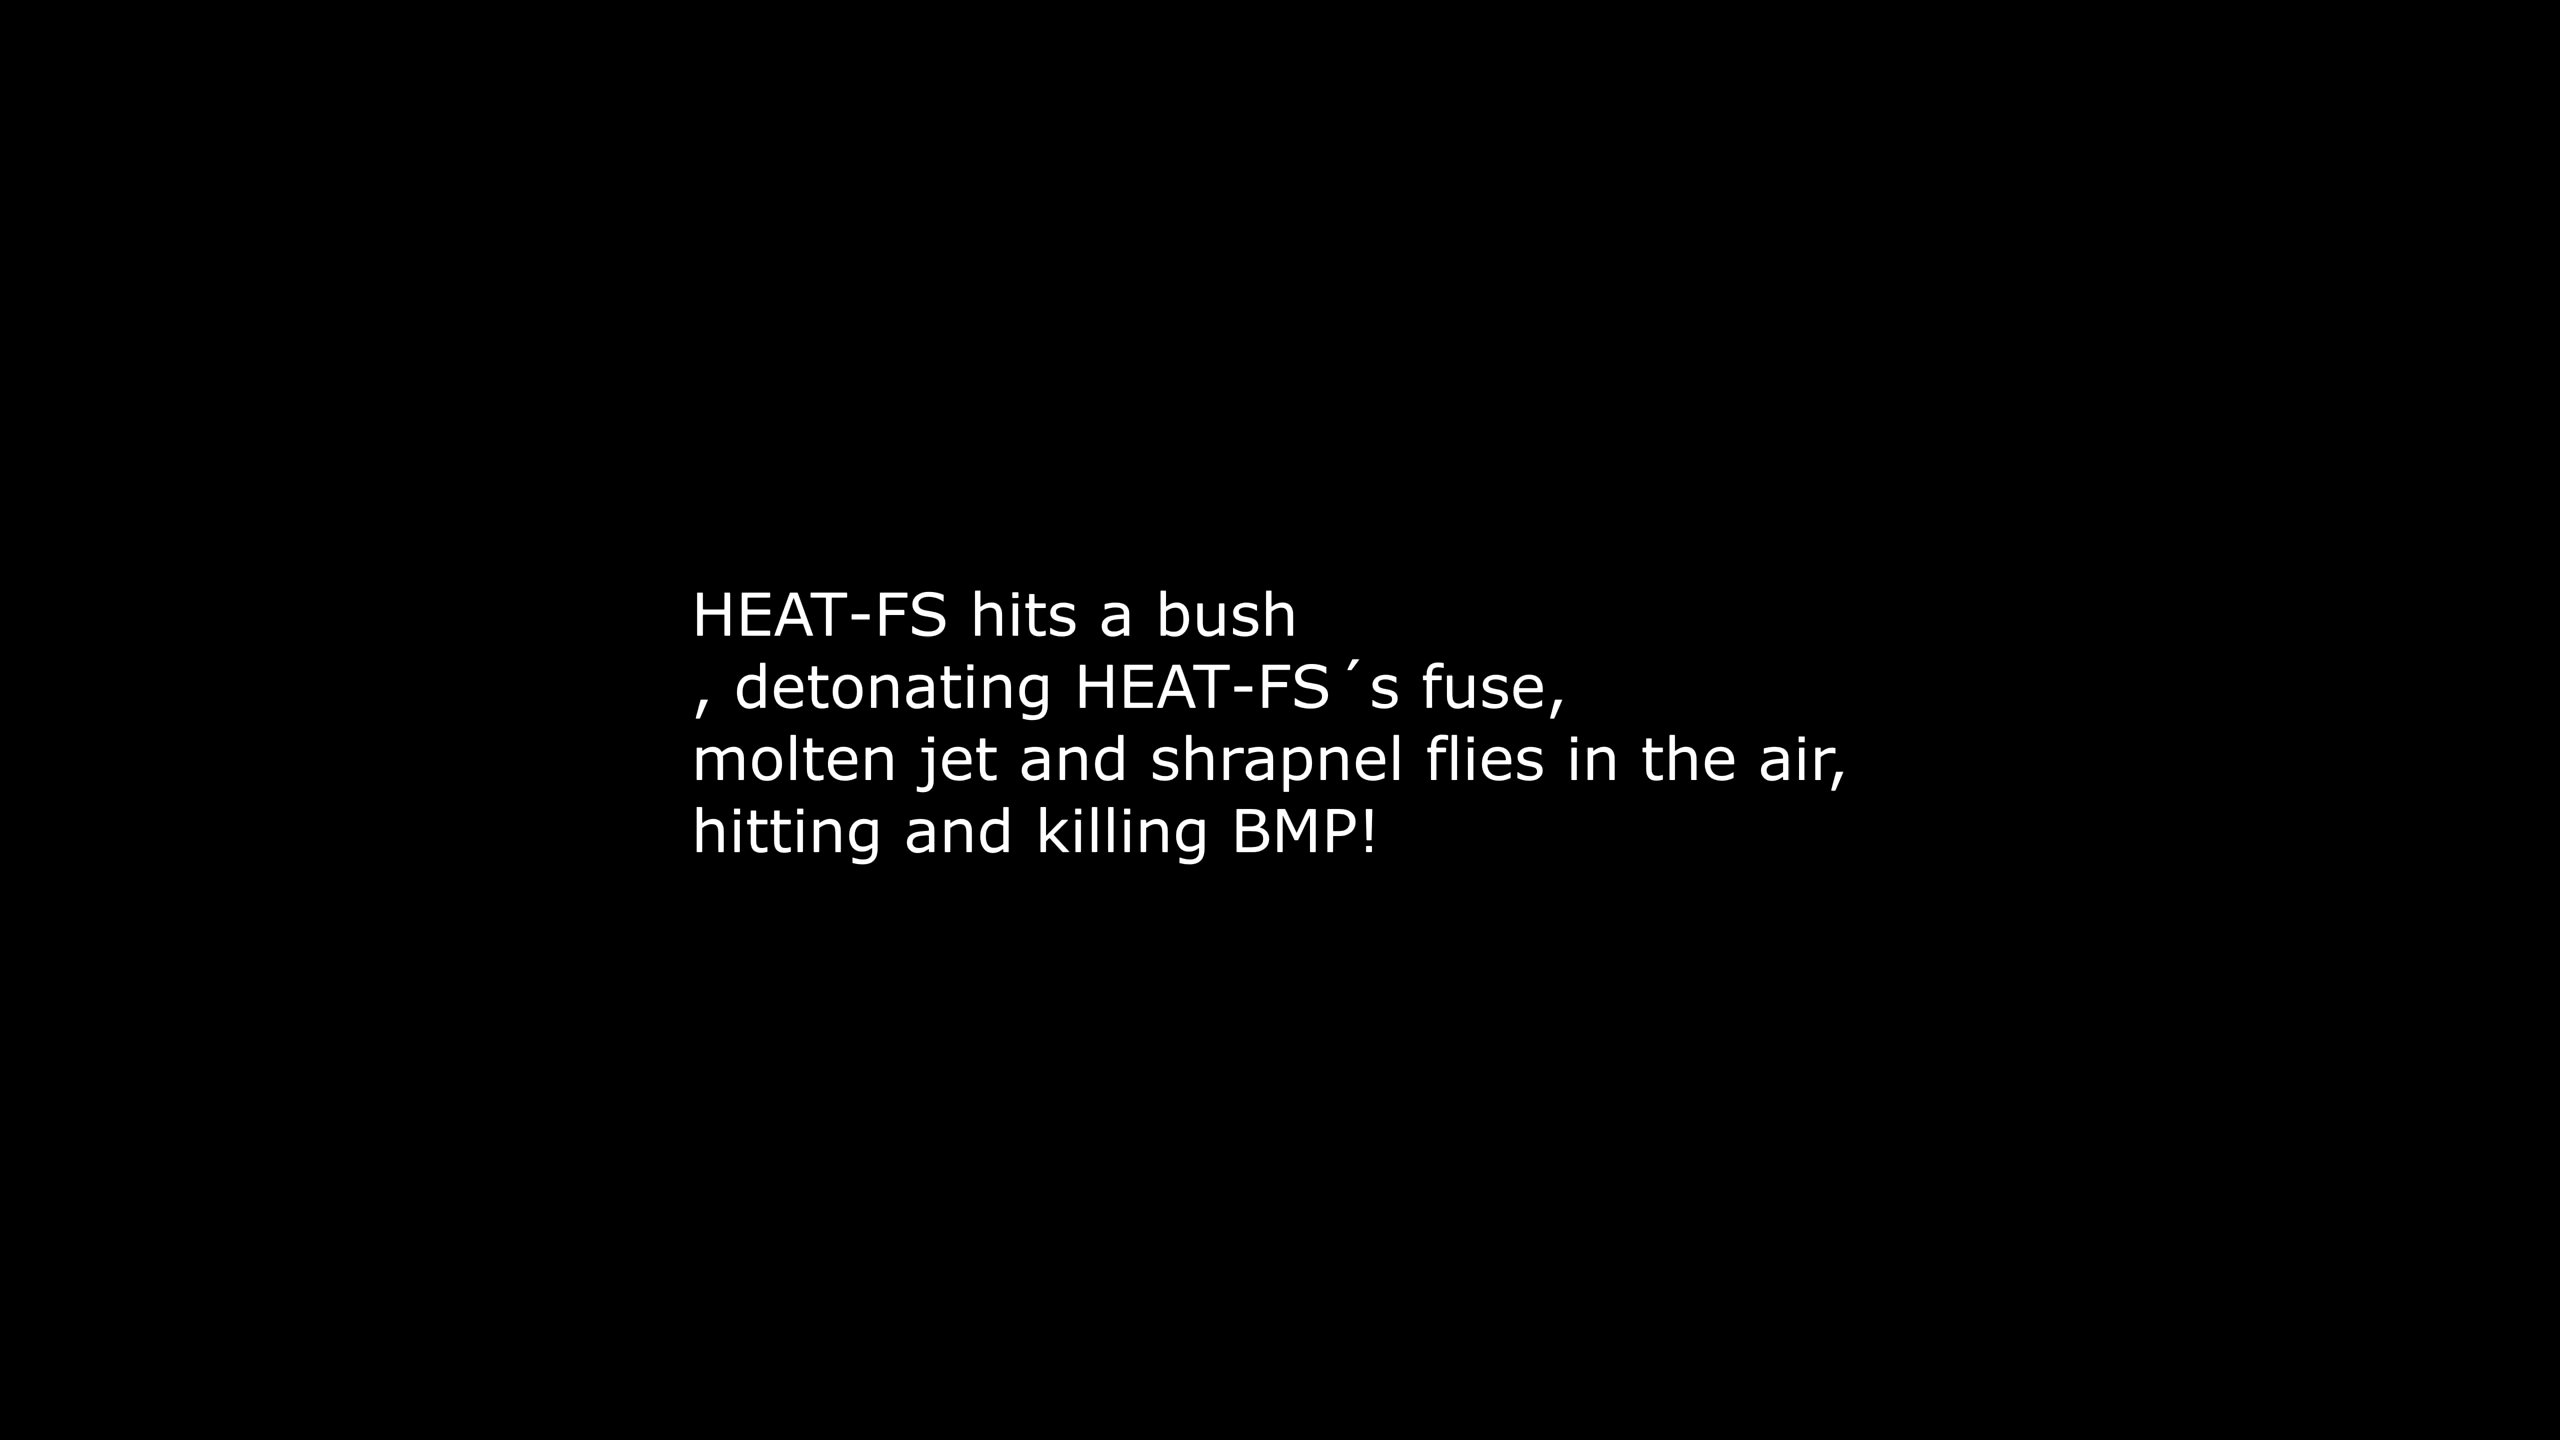 HEAT-FS hits a bush
, detonating HEAT-FS´s fuse,
molten jet and shrapnel flies in the air,
hitting and killing BMP!